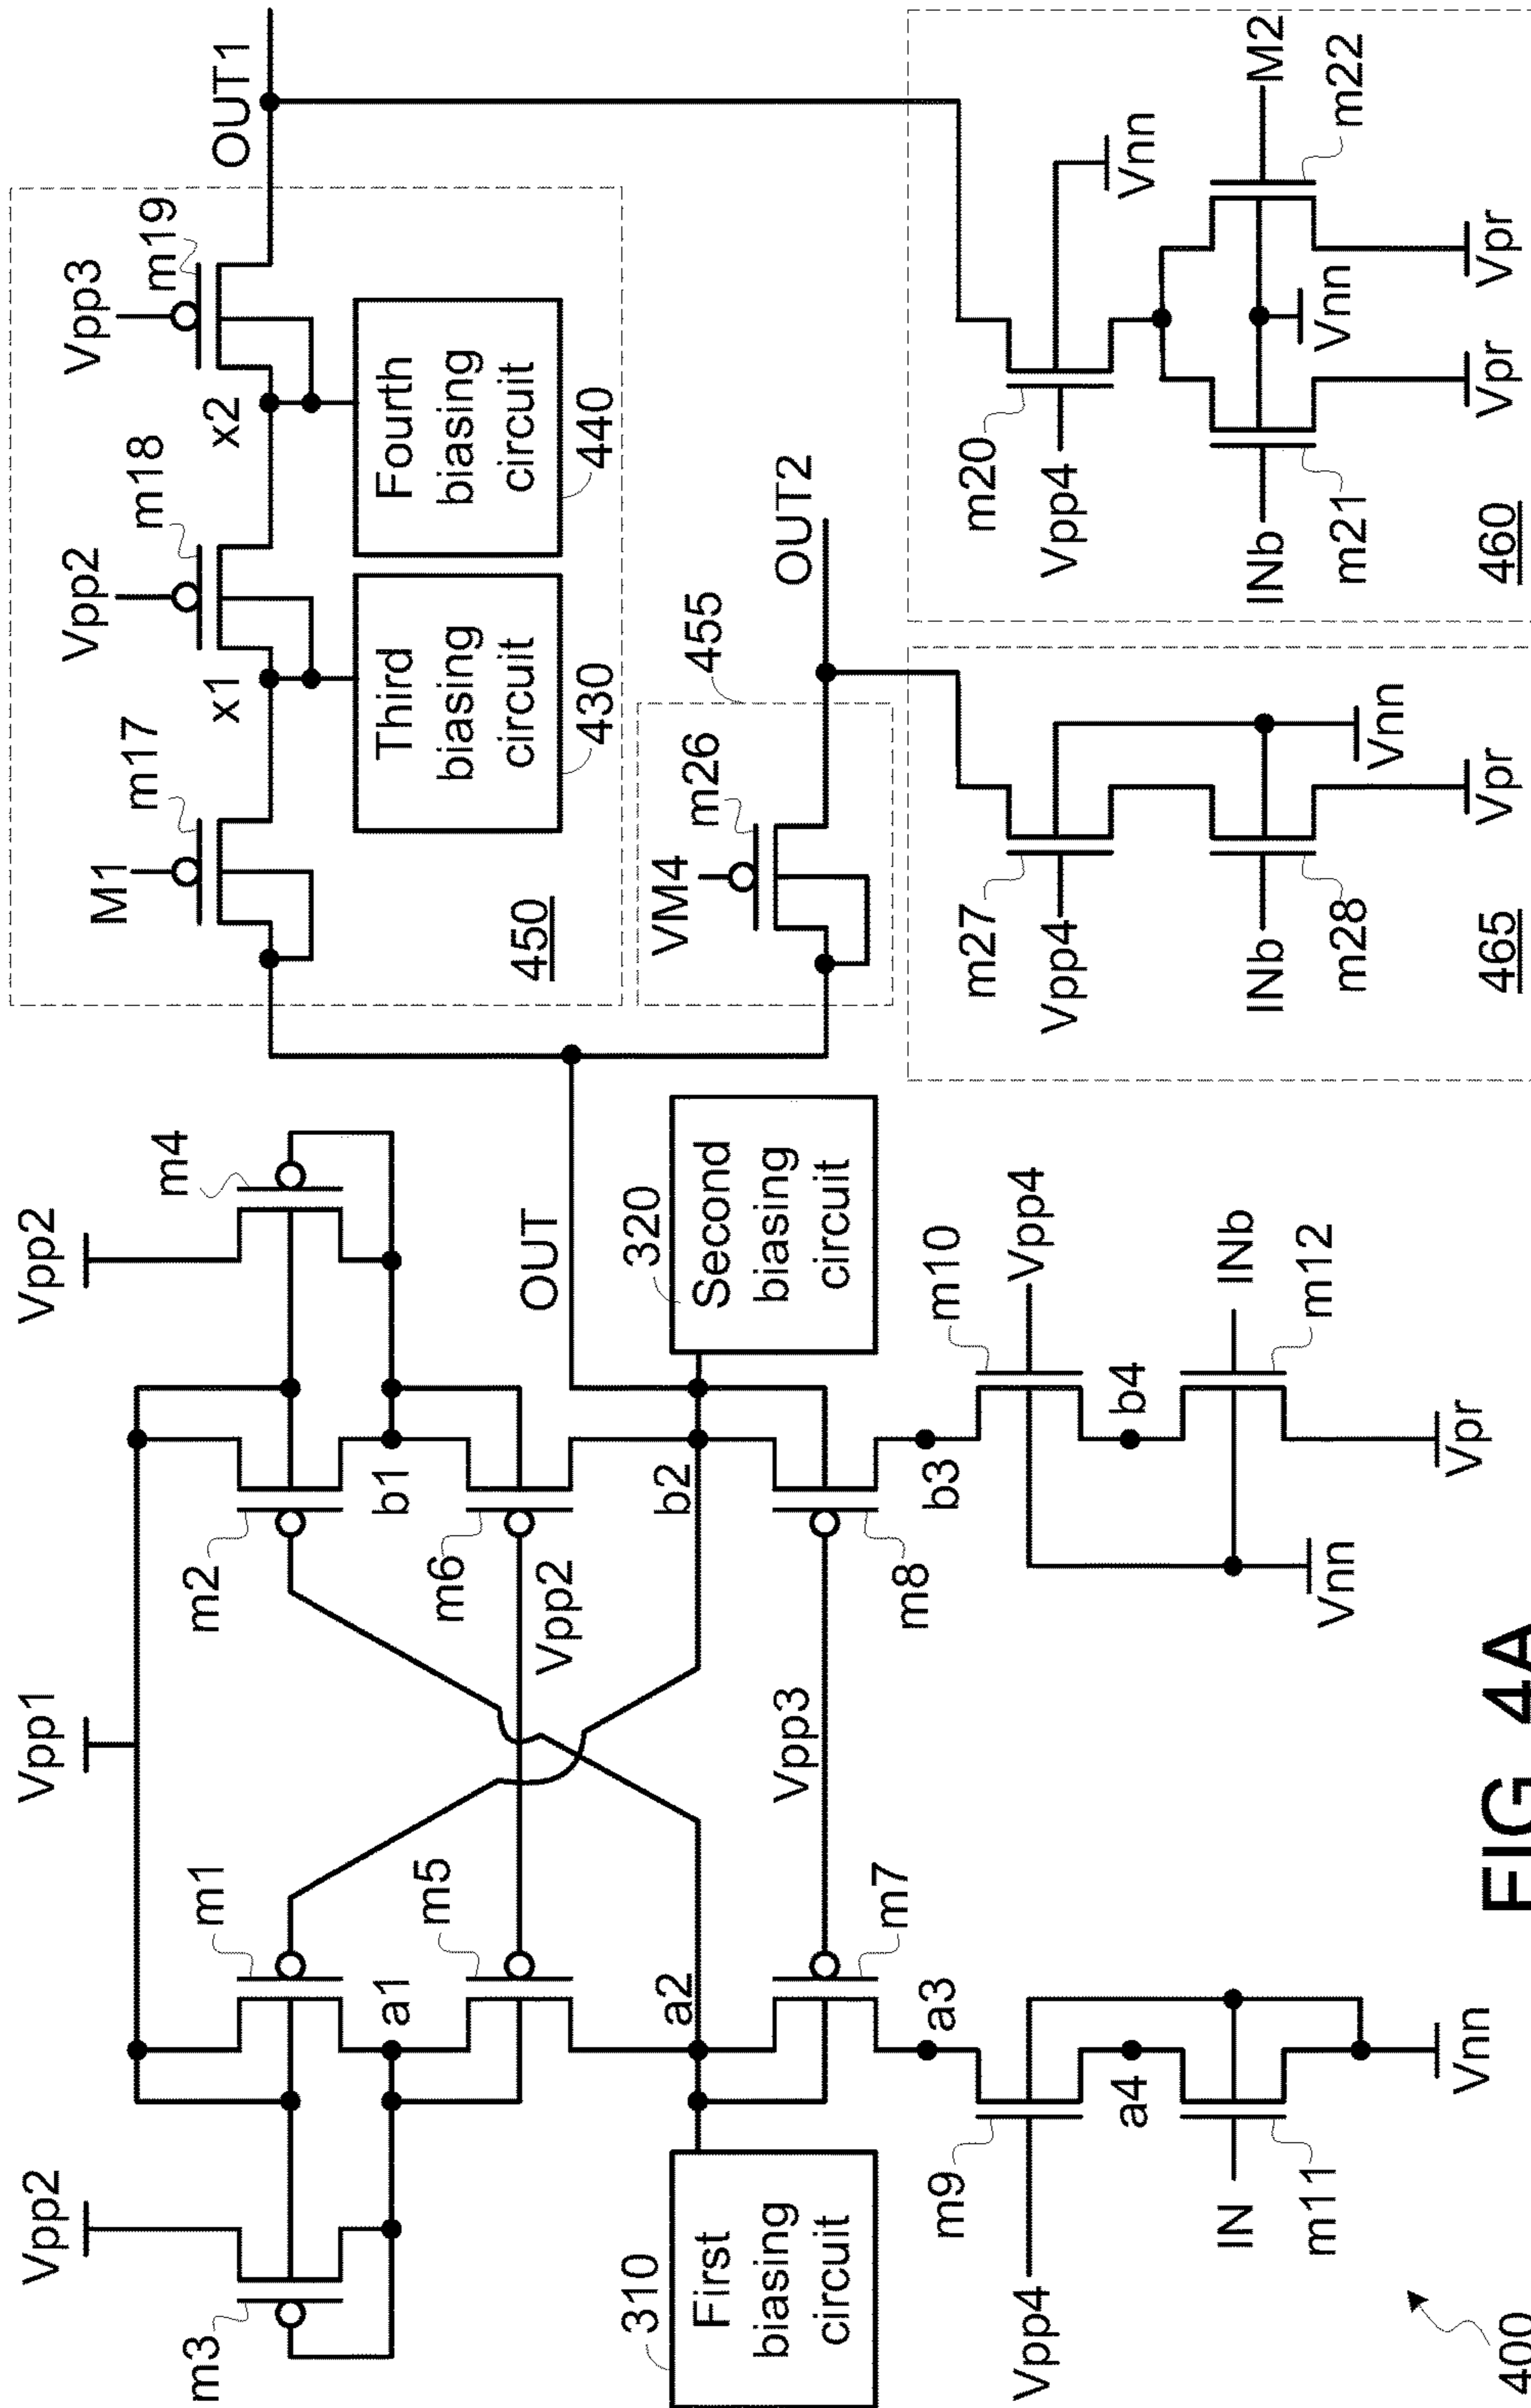 Vpp2
Vpp1
Vpp2
m3
m1
m2
m4
a1
b1
m5
m6
Vpp2
OUT
a2
b2
310
First
biasing
circuit
320
Second
biasing
circuit
Vpp3
m7
m8
a3
b3
m9
Vpp4
m10
Vpp4
a4
b4
IN
m11
INb
m12
Vnn
Vnn
Vpr
400
FIG. 4A
M1
m17
Vpp2
m18
Vpp3
m19
OUT1
x1
x2
Third
biasing
circuit
430
Fourth
biasing
circuit
440
450
VM4
m26
455
OUT2
m27
Vpp4
INb
m28
Vnn
Vpr
465
m20
Vpp4
Vnn
INb
m21
Vnn
M2
m22
Vpr
Vpr
460